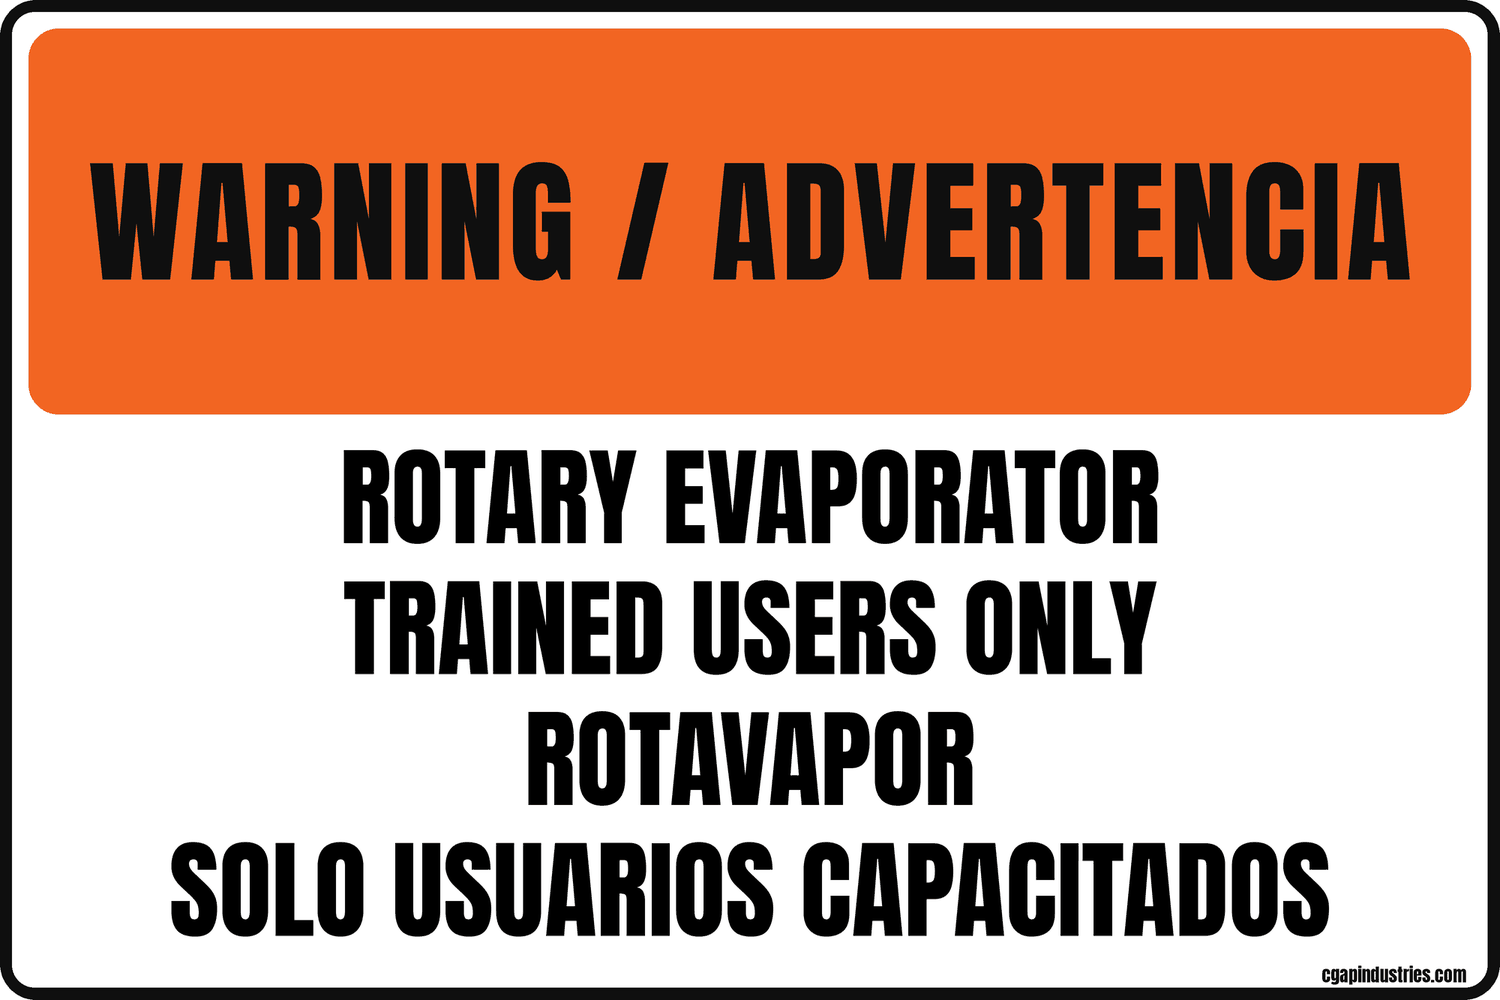 WARNING / ADVERTENCIA
ROTARY EVAPORATOR
TRAINED USERS ONLY
ROTAVAPOR
SOLO USUARIOS CAPACITADOS
cgapindustries.com